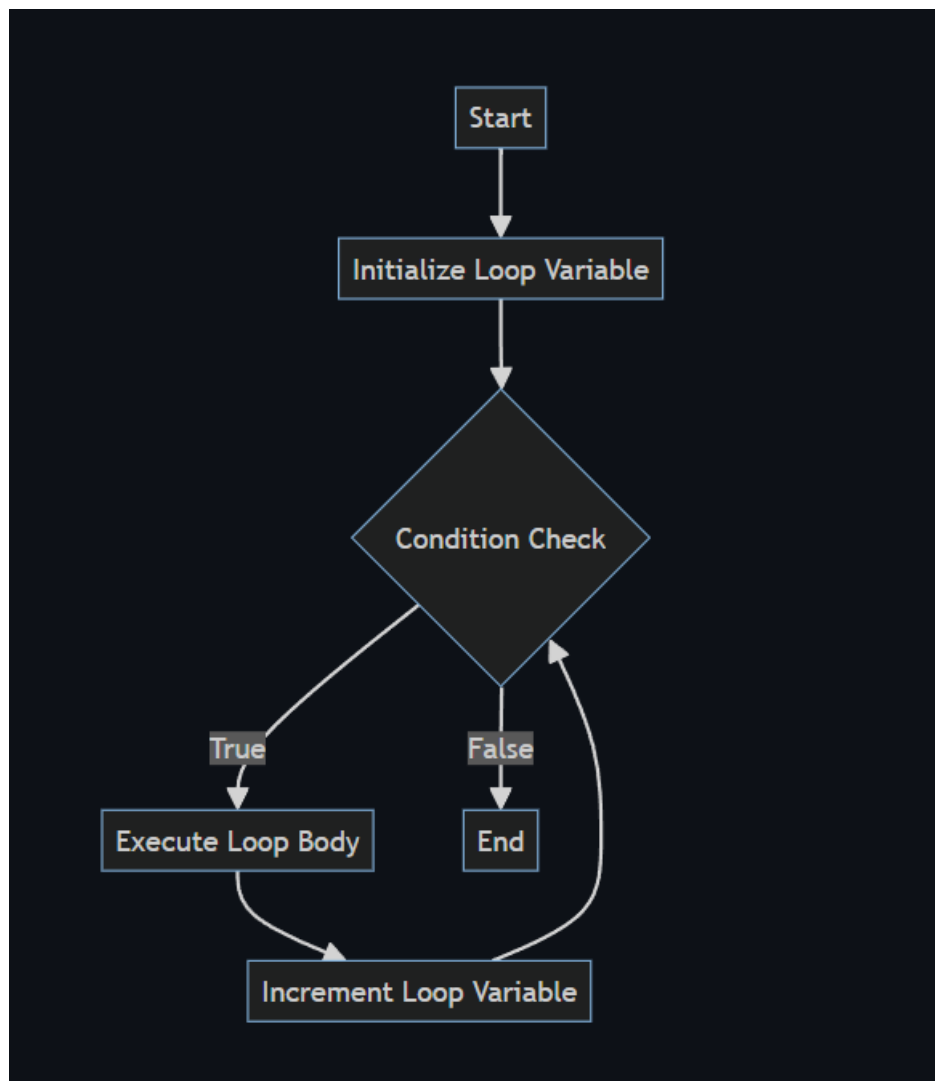 Start
Initialize Loop Variable
Condition Check
True
False
Execute Loop Body
End
Increment Loop Variable